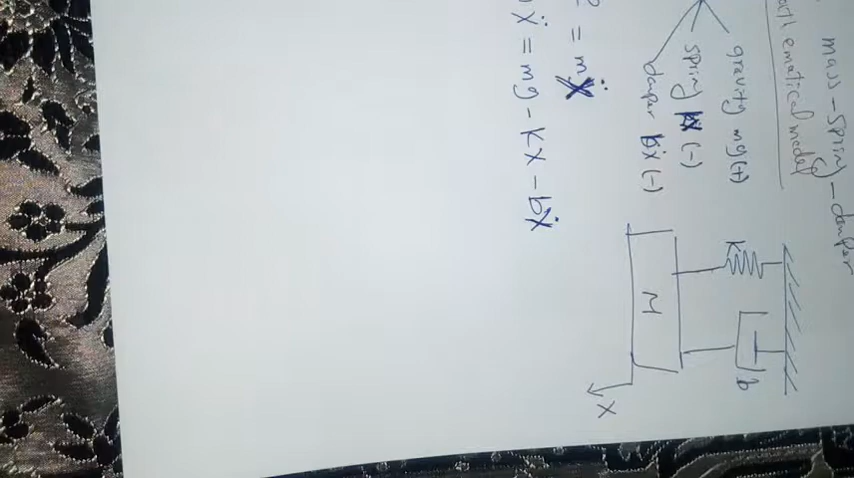 mass-spring-damper
mathematical model
gravity mg (+)
spring kx (-)
damper bẋ (-)
= mẍ
ẍ = mg - kx - bẋ
K
b
M
x